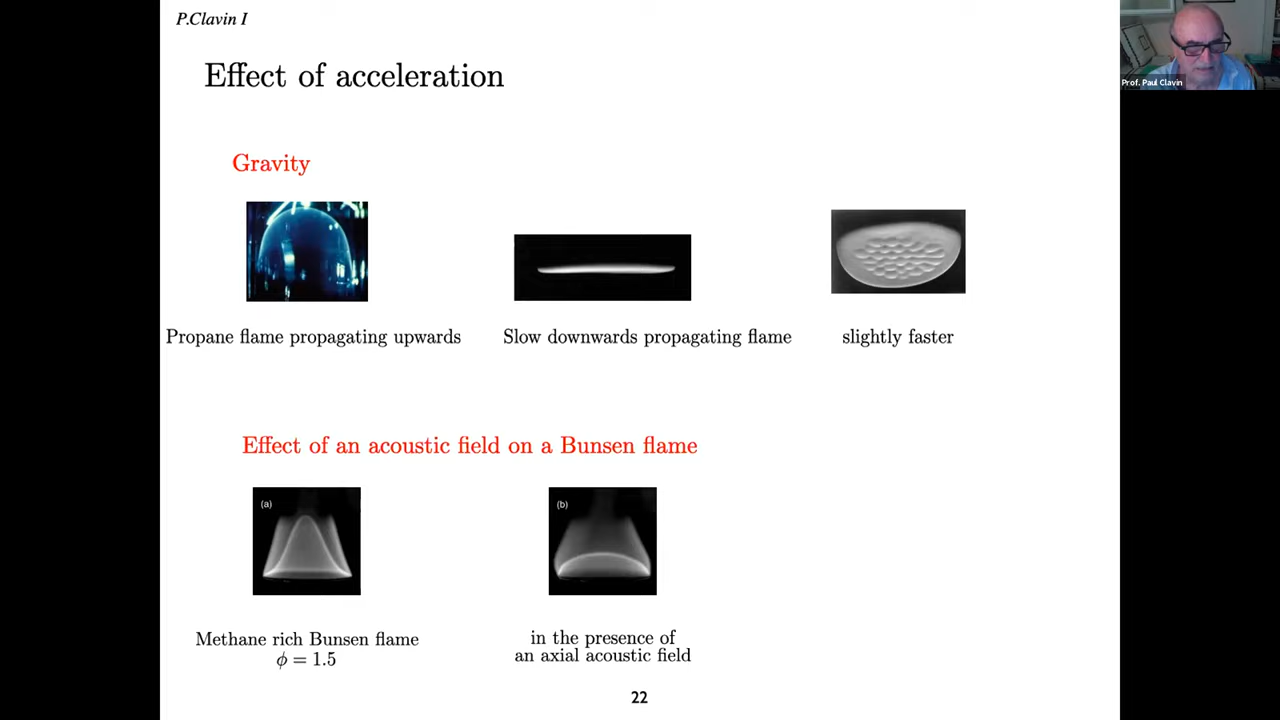 P.Clavin I
Prof. Paul Clavin
Effect of acceleration
Gravity
Propane flame propagating upwards
Slow downwards propagating flame
slightly faster
Effect of an acoustic field on a Bunsen flame
(a)
(b)
Methane rich Bunsen flame
ϕ = 1.5
in the presence of
an axial acoustic field
22